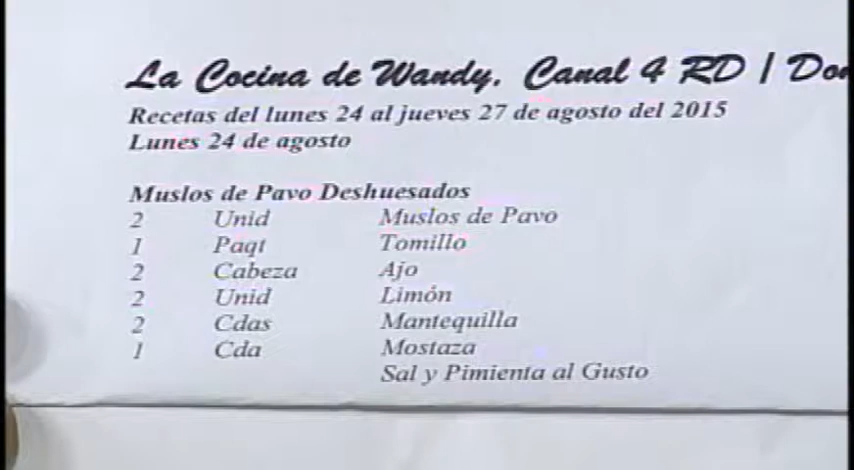 La Cocina de Wandy. Canal 4 RD |
Recetas del lunes 24 al jueves 27 de agosto del 2015
Lunes 24 de agosto
Muslos de Pavo Deshuesados
2 Unid Muslos de Pavo
1 Paqt Tomillo
2 Cabeza Ajo
2 Unid Limón
2 Cdas Mantequilla
1 Cda Mostaza
Sal y Pimienta al Gusto